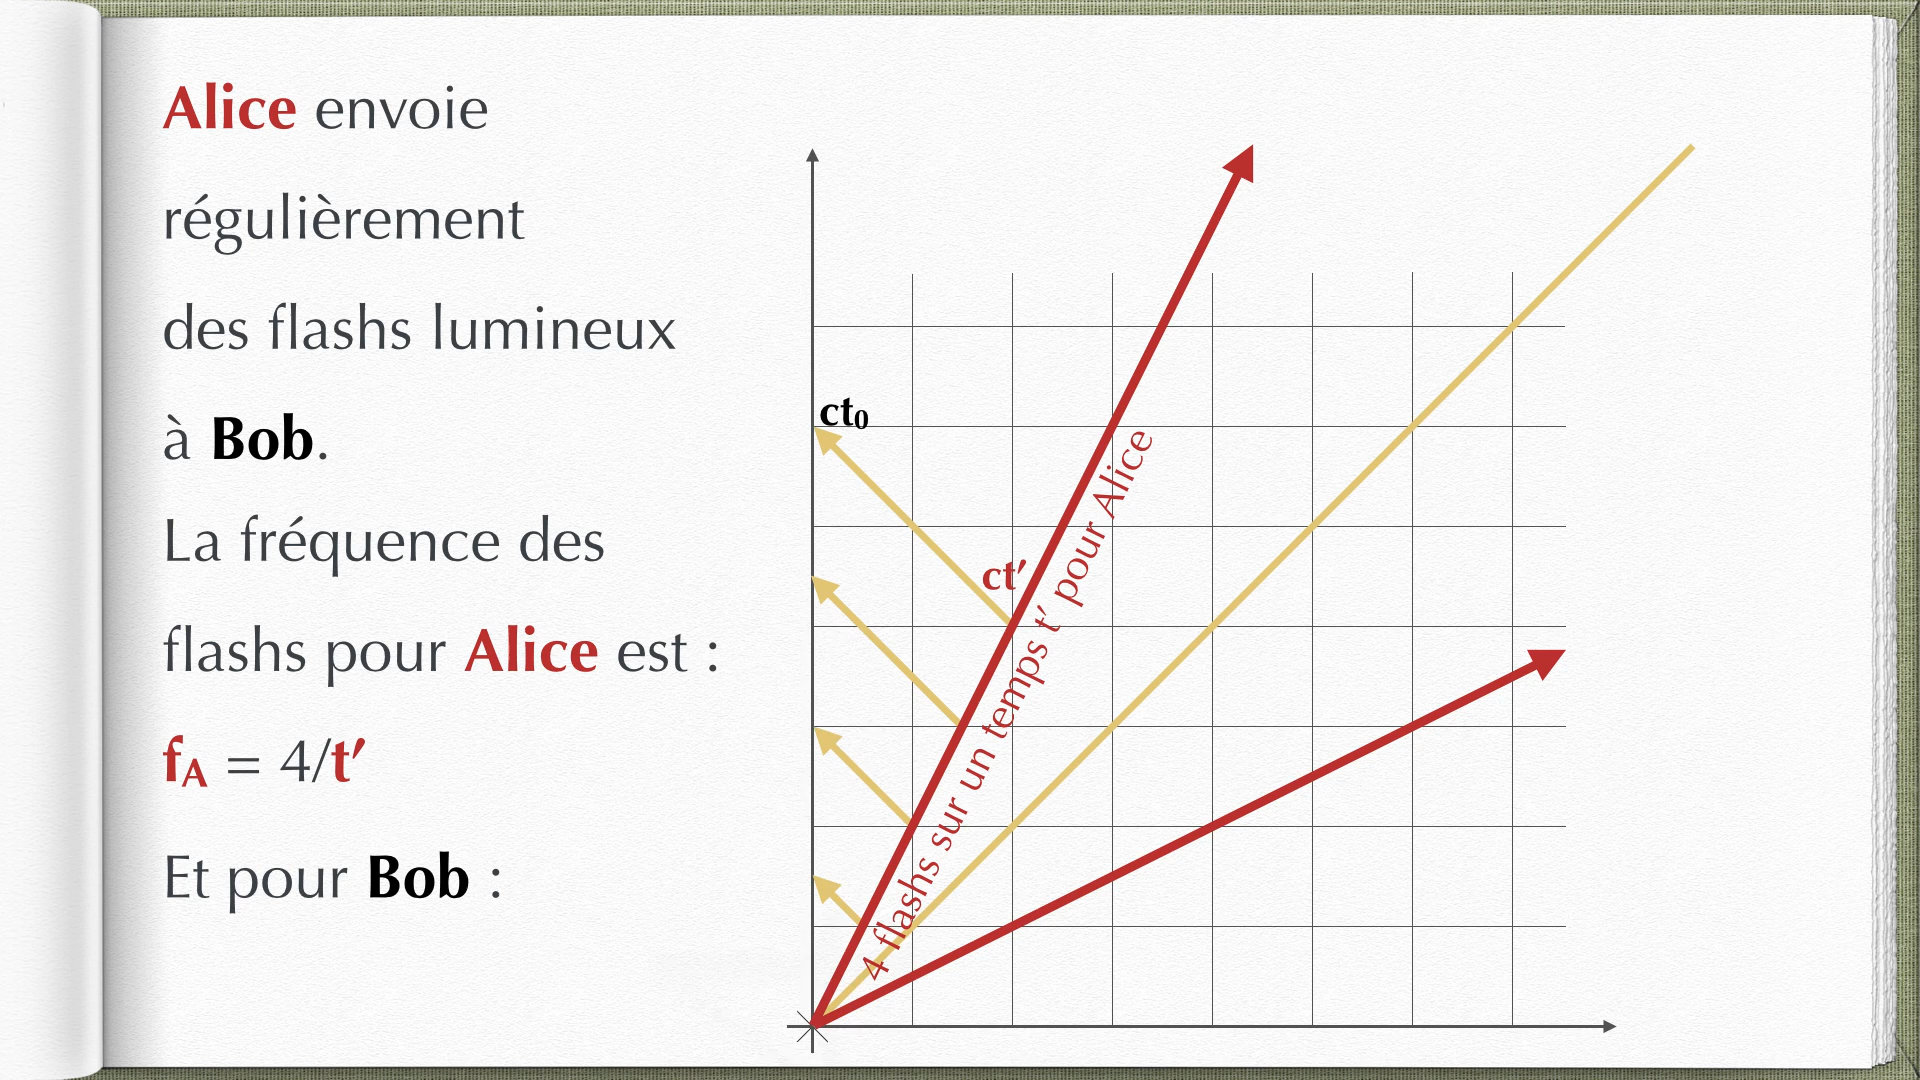 Alice envoie
régulièrement
des flashs lumineux
à Bob.
La fréquence des
flashs pour Alice est :
f_A = 4/t′
Et pour Bob :
ct₀
ct′
4 flashs sur un temps t′ pour Alice